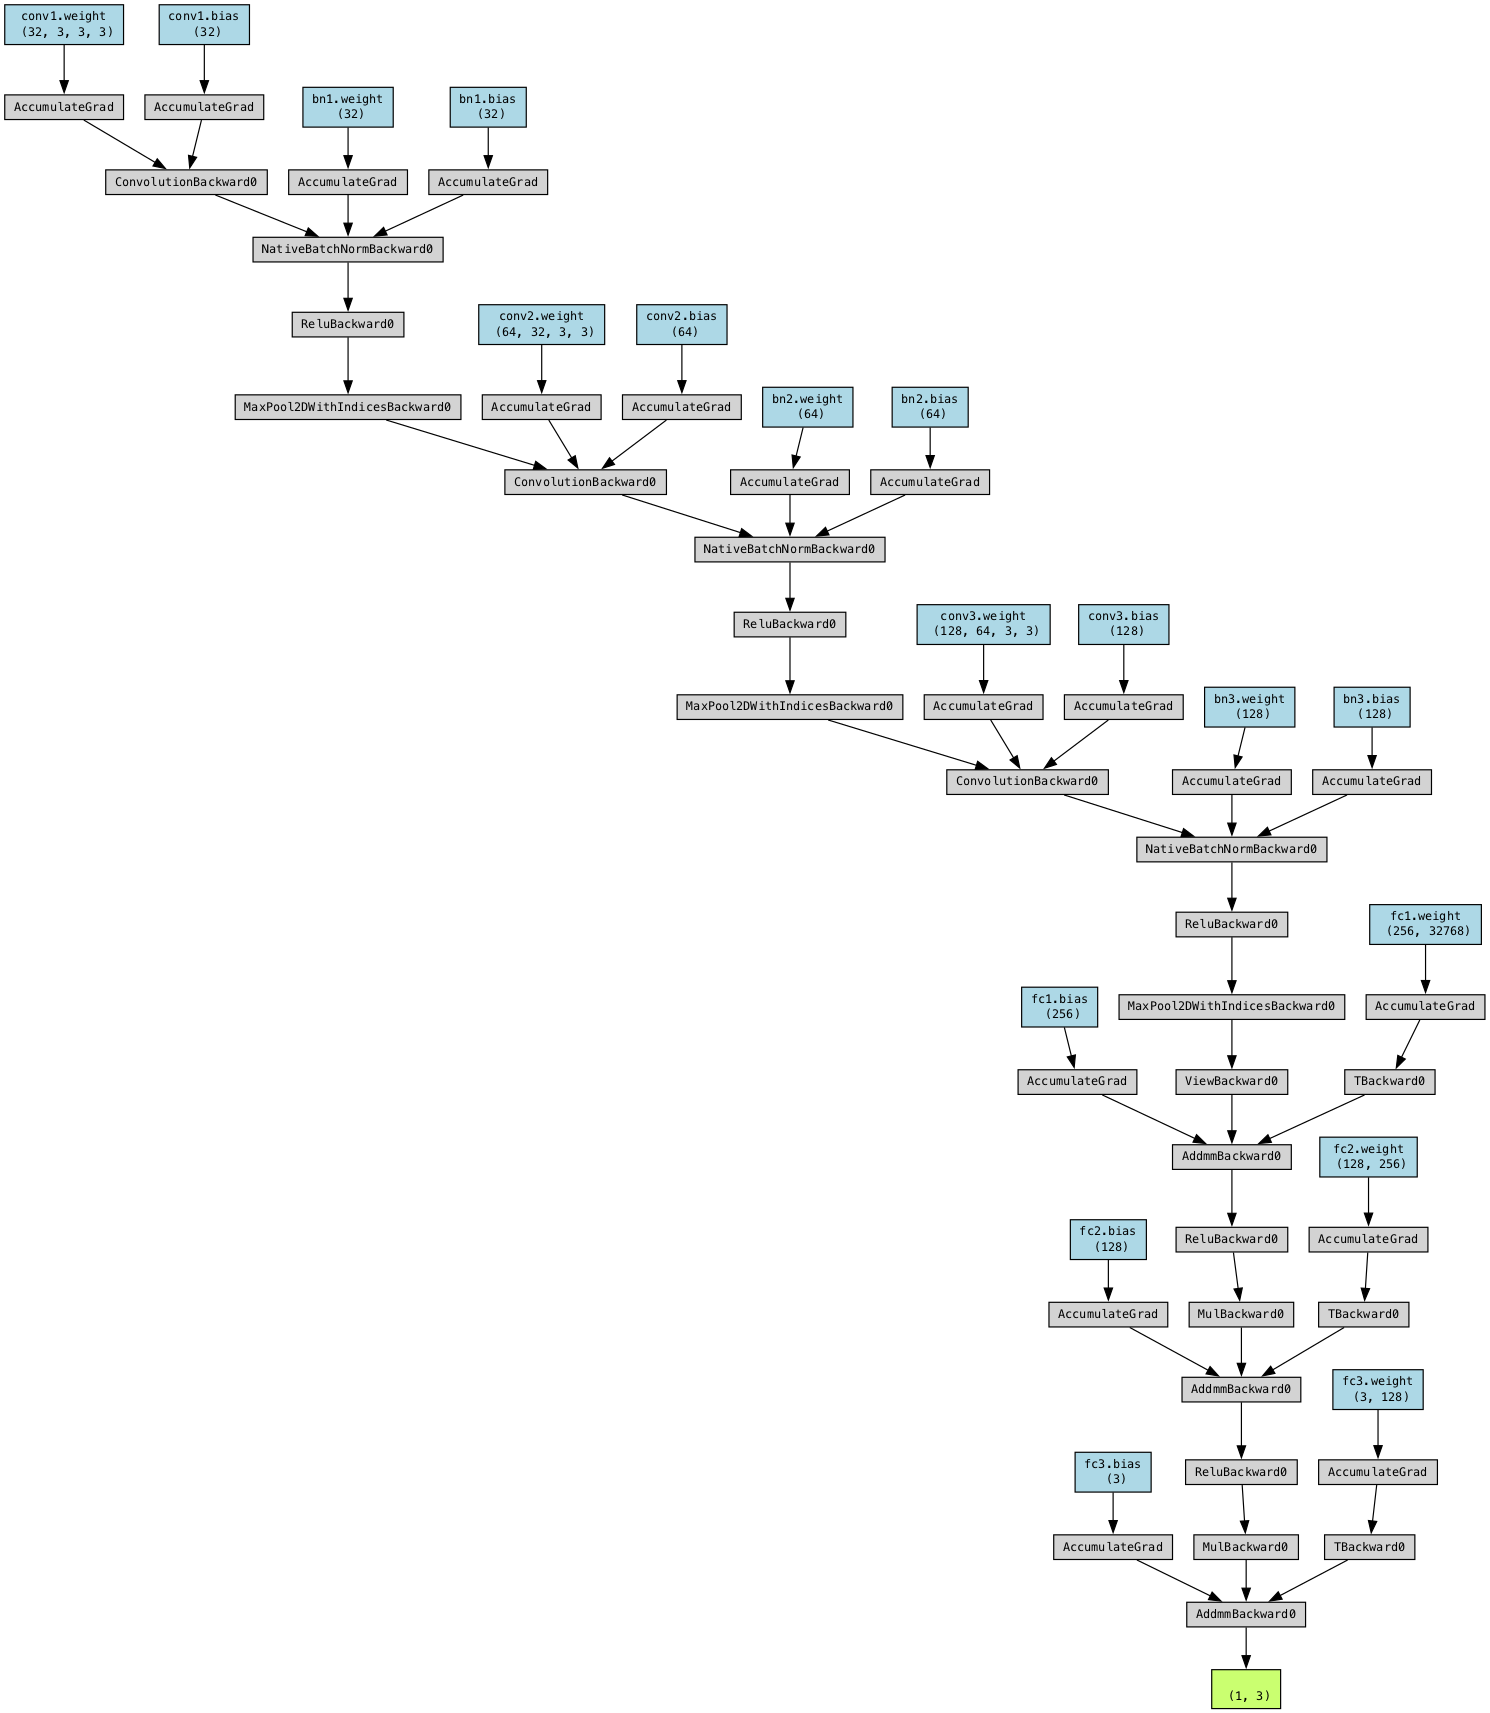 conv1.weight
(32, 3, 3, 3)
conv1.bias
(32)
AccumulateGrad
AccumulateGrad
bn1.weight
(32)
bn1.bias
(32)
ConvolutionBackward0
AccumulateGrad
AccumulateGrad
NativeBatchNormBackward0
ReluBackward0
conv2.weight
(64, 32, 3, 3)
conv2.bias
(64)
MaxPool2DWithIndicesBackward0
AccumulateGrad
AccumulateGrad
bn2.weight
(64)
bn2.bias
(64)
ConvolutionBackward0
AccumulateGrad
AccumulateGrad
NativeBatchNormBackward0
ReluBackward0
conv3.weight
(128, 64, 3, 3)
conv3.bias
(128)
MaxPool2DWithIndicesBackward0
AccumulateGrad
AccumulateGrad
bn3.weight
(128)
bn3.bias
(128)
ConvolutionBackward0
AccumulateGrad
AccumulateGrad
NativeBatchNormBackward0
ReluBackward0
fc1.weight
(256, 32768)
fc1.bias
(256)
MaxPool2DWithIndicesBackward0
AccumulateGrad
AccumulateGrad
ViewBackward0
TBackward0
AddmmBackward0
fc2.weight
(128, 256)
fc2.bias
(128)
ReluBackward0
AccumulateGrad
AccumulateGrad
MulBackward0
TBackward0
AddmmBackward0
fc3.weight
(3, 128)
fc3.bias
(3)
ReluBackward0
AccumulateGrad
AccumulateGrad
MulBackward0
TBackward0
AddmmBackward0
(1, 3)